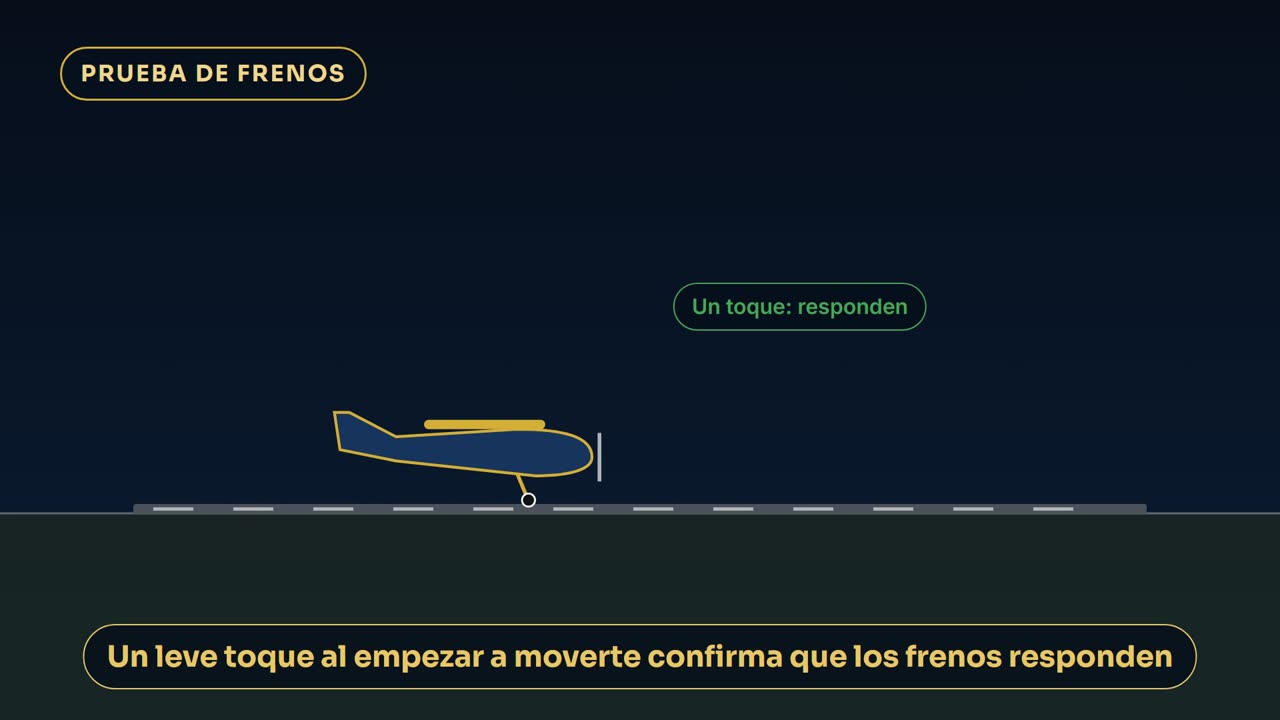 PRUEBA DE FRENOS
Un toque: responden
Un leve toque al empezar a moverte confirma que los frenos responden